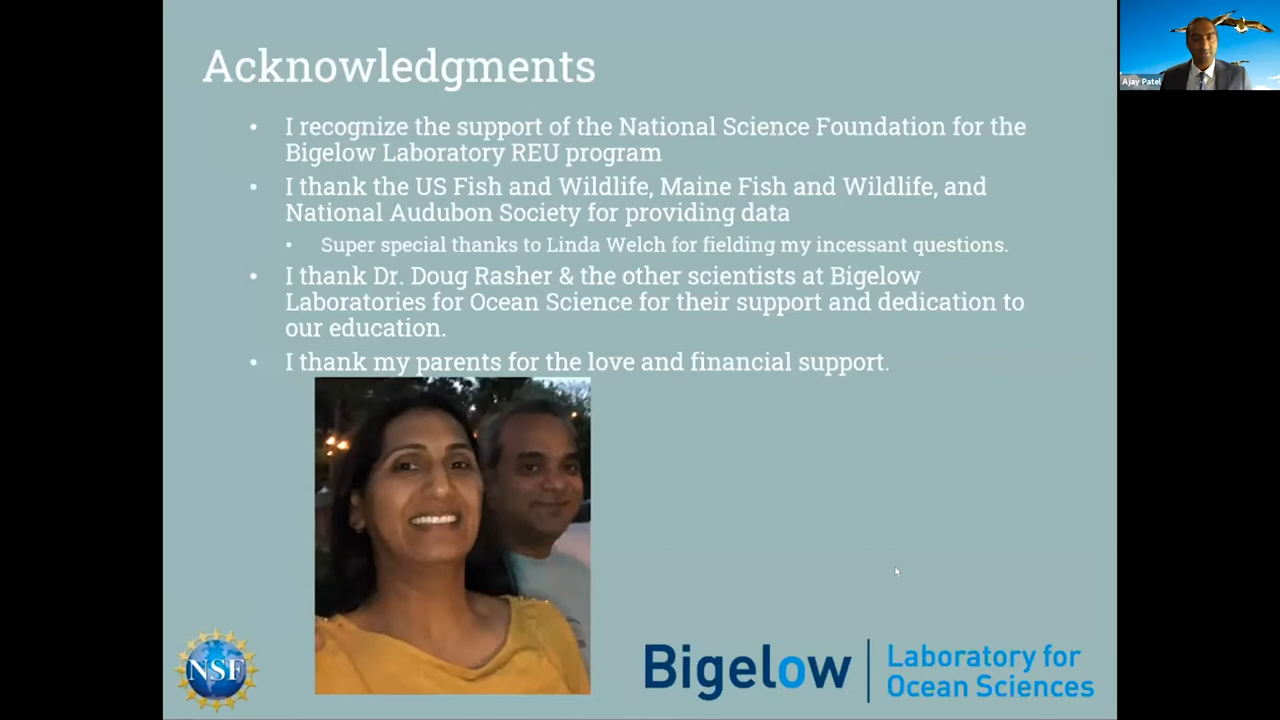 Acknowledgments
Ajay Patel
• I recognize the support of the National Science Foundation for the
Bigelow Laboratory REU program
• I thank the US Fish and Wildlife, Maine Fish and Wildlife, and
National Audubon Society for providing data
• Super special thanks to Linda Welch for fielding my incessant questions.
• I thank Dr. Doug Rasher & the other scientists at Bigelow
Laboratories for Ocean Science for their support and dedication to
our education.
• I thank my parents for the love and financial support.
NSF
Bigelow
Laboratory for
Ocean Sciences